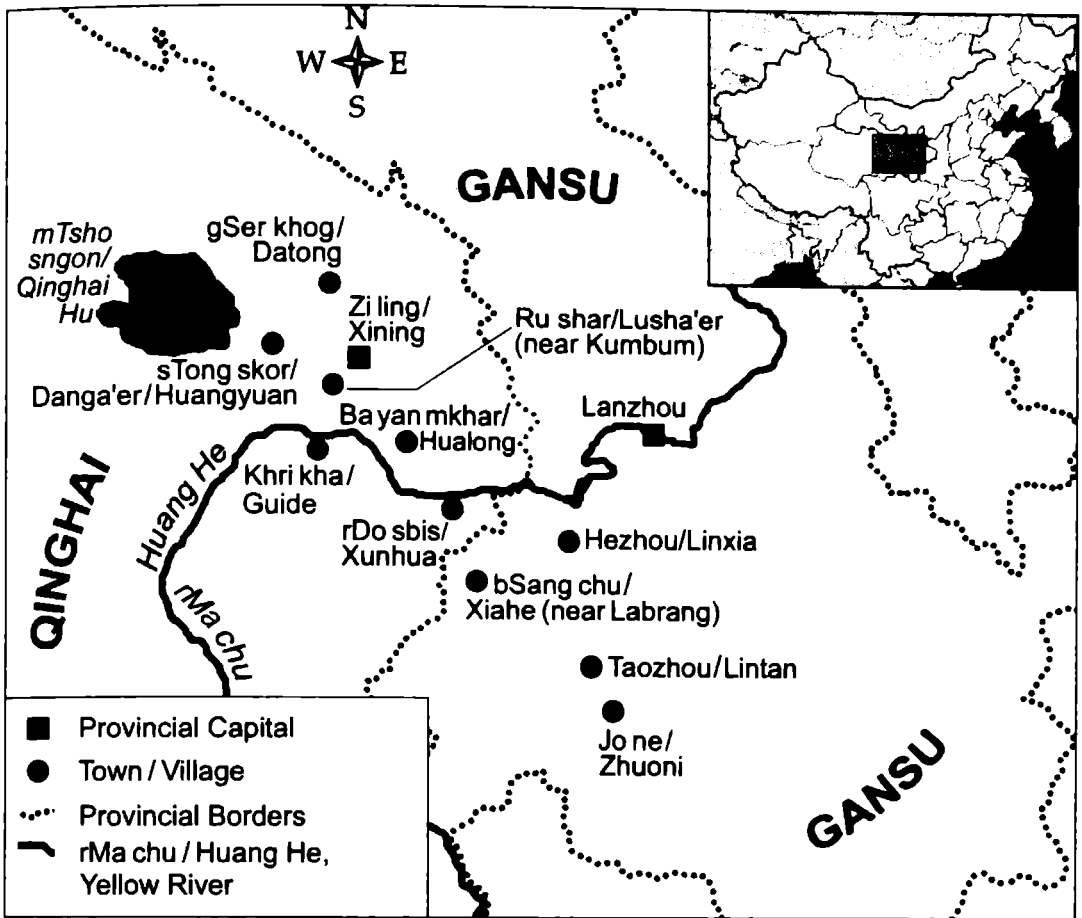 N
W
E
S
GANSU
mTsho
sngon/
Qinghai
Hu
gSer khog/
Datong
Zi ling/
Xining
Ru shar/Lusha'er
(near Kumbum)
sTong skor/
Danga'er/Huangyuan
Ba yan mkhar/
Hualong
Lanzhou
Khri kha/
Guide
Huang He
rMa chu
QINGHAI
rDo sbis/
Xunhua
Hezhou/Linxia
bSang chu/
Xiahe (near Labrang)
Taozhou/Lintan
Jo ne/
Zhuoni
GANSU
Provincial Capital
Town / Village
Provincial Borders
rMa chu / Huang He,
Yellow River